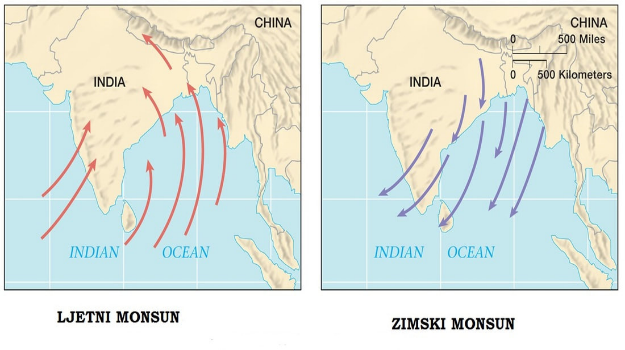 CHINA
INDIA
INDIAN OCEAN
LJETNI MONSUN
CHINA
0 500 Miles
0 500 Kilometers
INDIA
INDIAN OCEAN
ZIMSKI MONSUN